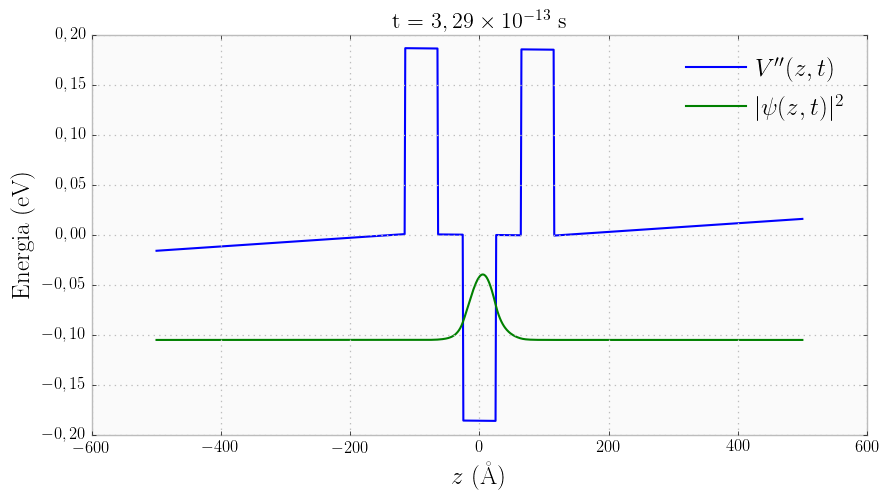 t = 3, 29 × 10⁻¹³ s
V″(z, t)
|ψ(z, t)|²
Energia (eV)
0, 20
0, 15
0, 10
0, 05
0, 00
−0, 05
−0, 10
−0, 15
−0, 20
−600 −400 −200 0 200 400 600
z (Å)